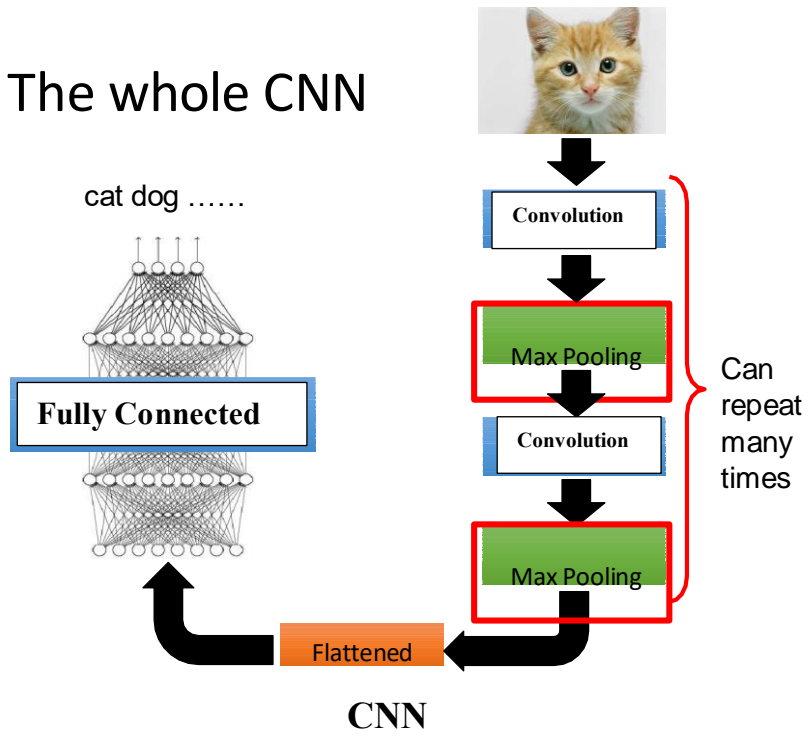 The whole CNN
cat dog ……
Fully Connected
Convolution
Max Pooling
Convolution
Max Pooling
Can
repeat
many
times
Flattened
CNN